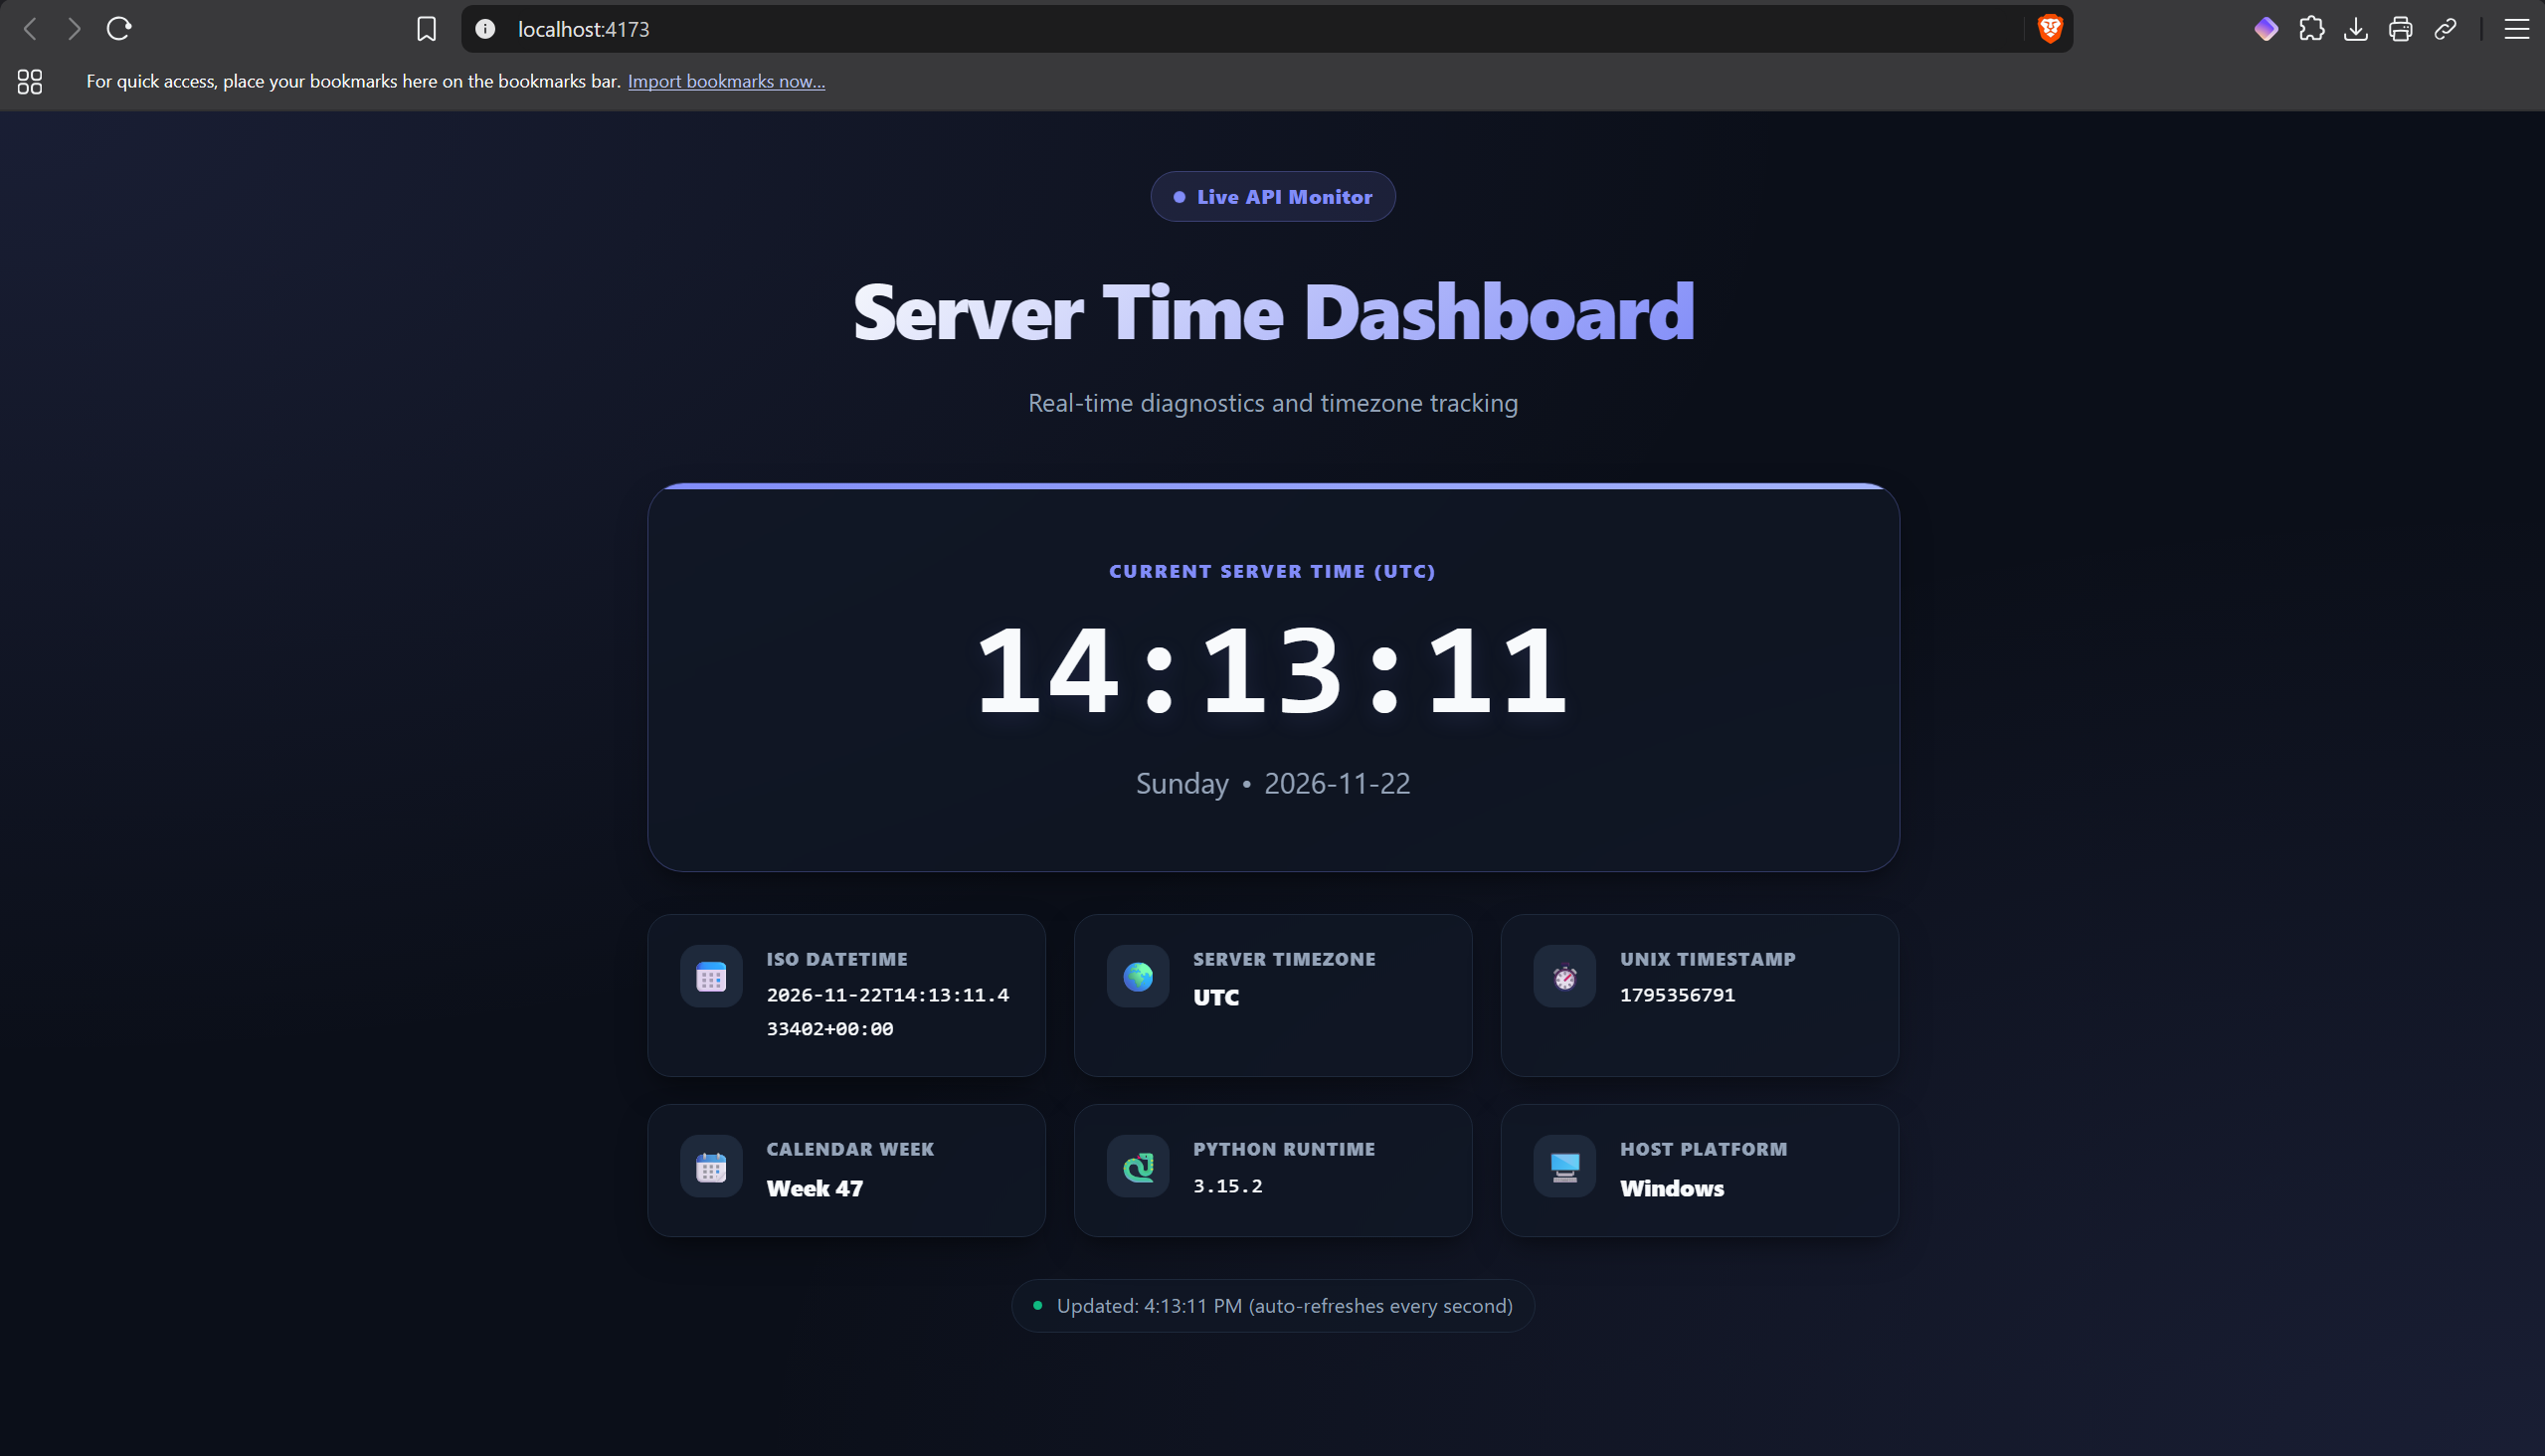 localhost:4173
For quick access, place your bookmarks here on the bookmarks bar. Import bookmarks now...
Live API Monitor
Server Time Dashboard
Real-time diagnostics and timezone tracking
CURRENT SERVER TIME (UTC)
14:13:11
Sunday • 2026-11-22
ISO DATETIME
2026-11-22T14:13:11.4
33402+00:00
SERVER TIMEZONE
UTC
UNIX TIMESTAMP
1795356791
CALENDAR WEEK
Week 47
PYTHON RUNTIME
3.15.2
HOST PLATFORM
Windows
Updated: 4:13:11 PM (auto-refreshes every second)